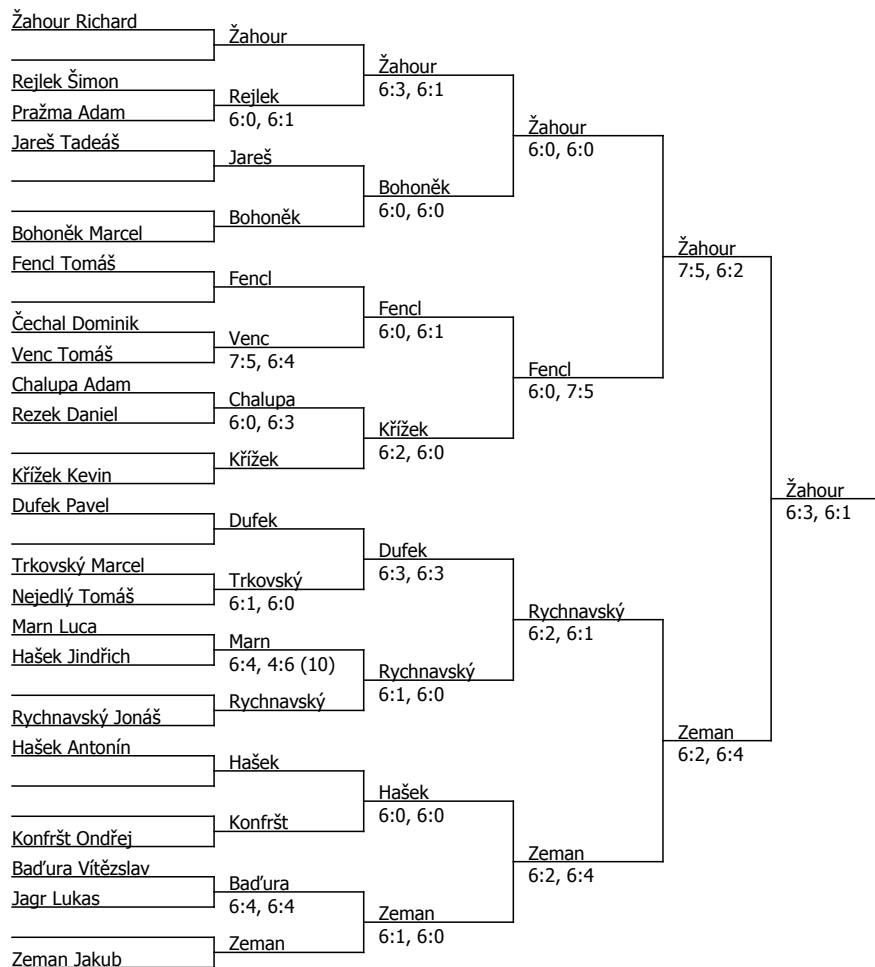 Žahour Richard
Rejlek Šimon
Pražma Adam
Jareš Tadeáš
Bohoněk Marcel
Fencl Tomáš
Čechal Dominik
Venc Tomáš
Chalupa Adam
Rezek Daniel
Křížek Kevin
Dufek Pavel
Trkovský Marcel
Nejedlý Tomáš
Marn Luca
Hašek Jindřich
Rychnavský Jonáš
Hašek Antonín
Konfršt Ondřej
Baďura Vítězslav
Jagr Lukas
Zeman Jakub
Žahour
Rejlek
6:0, 6:1
Jareš
Bohoněk
Fencl
Venc
7:5, 6:4
Chalupa
6:0, 6:3
Křížek
Dufek
Trkovský
6:1, 6:0
Marn
6:4, 4:6 (10)
Rychnavský
Hašek
Konfršt
Baďura
6:4, 6:4
Zeman
Žahour
6:3, 6:1
Bohoněk
6:0, 6:0
Fencl
6:0, 6:1
Křížek
6:2, 6:0
Dufek
6:3, 6:3
Rychnavský
6:1, 6:0
Hašek
6:0, 6:0
Zeman
6:1, 6:0
Žahour
6:0, 6:0
Fencl
6:0, 7:5
Rychnavský
6:2, 6:1
Zeman
6:2, 6:4
Žahour
7:5, 6:2
Zeman
6:2, 6:4
Žahour
6:3, 6:1